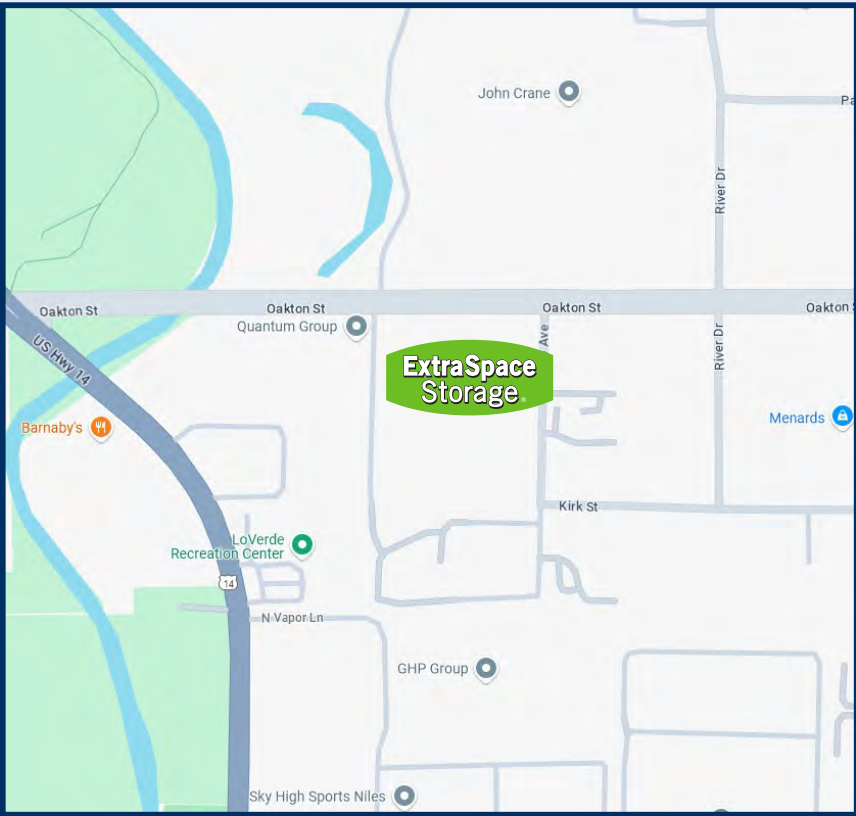 John Crane
Pa
River Dr
Oakton St
Oakton St
Oakton St
Oakton
Quantum Group
US Hwy 14
Ave
River Dr
ExtraSpace
Storage
Barnaby's
Menards
Kirk St
LoVerde
Recreation Center
14
N Vapor Ln
GHP Group
Sky High Sports Niles